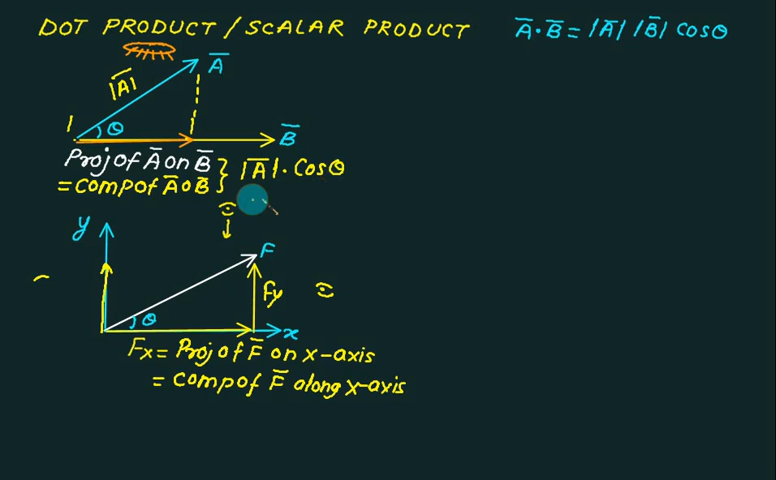 DOT PRODUCT / SCALAR PRODUCT
A̅·B̅ = |A̅| |B̅| cosθ
A̅
|A̅|
θ
B̅
Proj of A̅ on B̅ } |A̅|·cosθ
= comp of A̅ o B̅
y
F
Fy
θ
x
Fx = Proj of F̅ on x-axis
= comp of F̅ along x-axis